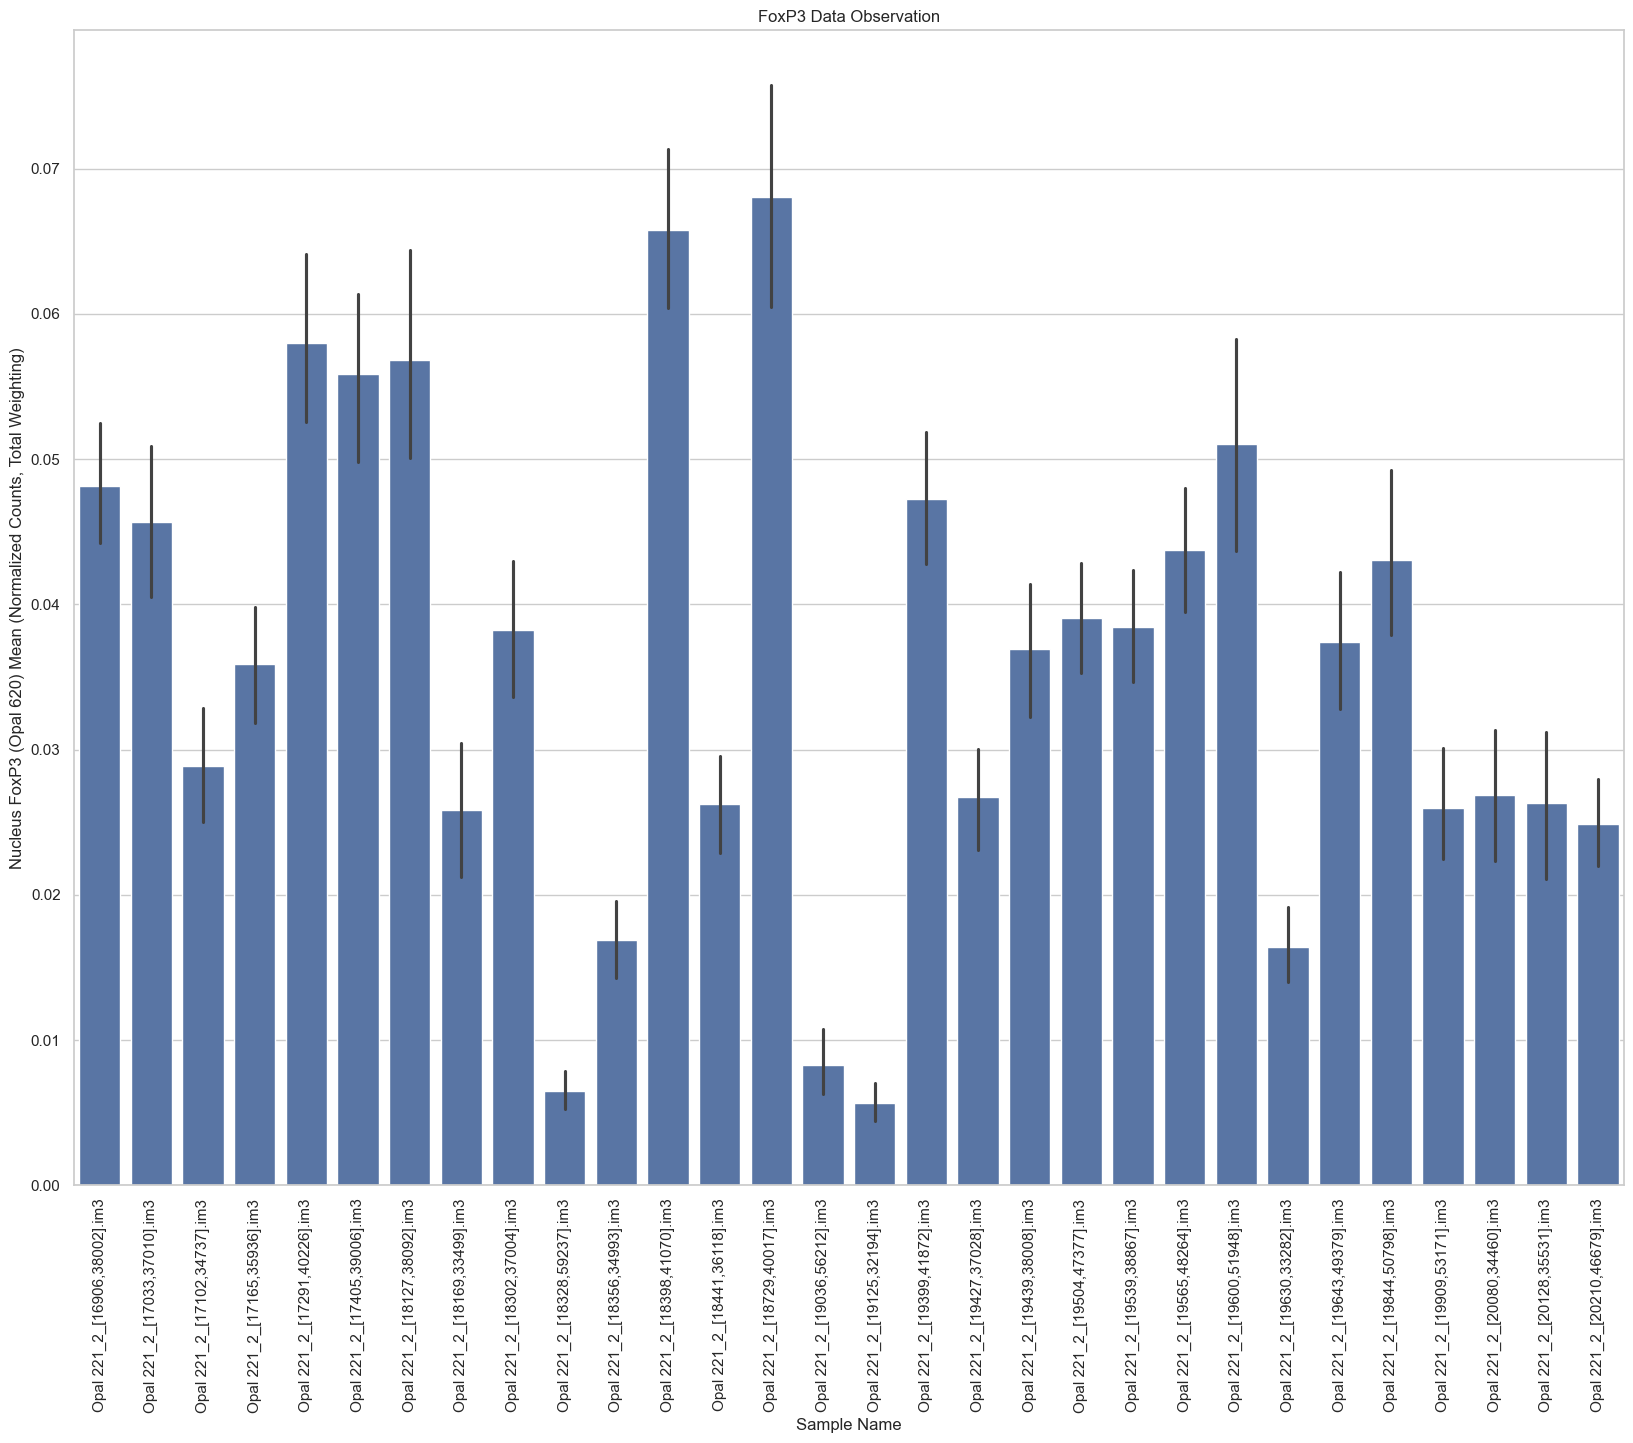 FoxP3 Data Observation
Nucleus FoxP3 (Opal 620) Mean (Normalized Counts, Total Weighting)
0.07
0.06
0.05
0.04
0.03
0.02
0.01
0.00
Opal 221_2_[16906,38002].im3
Opal 221_2_[17033,37010].im3
Opal 221_2_[17102,34737].im3
Opal 221_2_[17165,35936].im3
Opal 221_2_[17291,40226].im3
Opal 221_2_[17405,39006].im3
Opal 221_2_[18127,38092].im3
Opal 221_2_[18169,33499].im3
Opal 221_2_[18302,37004].im3
Opal 221_2_[18328,59237].im3
Opal 221_2_[18356,34993].im3
Opal 221_2_[18398,41070].im3
Opal 221_2_[18441,36118].im3
Opal 221_2_[18729,40017].im3
Opal 221_2_[19036,56212].im3
Opal 221_2_[19125,32194].im3
Opal 221_2_[19399,41872].im3
Opal 221_2_[19427,37028].im3
Opal 221_2_[19439,38008].im3
Opal 221_2_[19504,47377].im3
Opal 221_2_[19539,38867].im3
Opal 221_2_[19565,48264].im3
Opal 221_2_[19600,51948].im3
Opal 221_2_[19630,33282].im3
Opal 221_2_[19643,49379].im3
Opal 221_2_[19844,50798].im3
Opal 221_2_[19909,53171].im3
Opal 221_2_[20080,34460].im3
Opal 221_2_[20128,35531].im3
Opal 221_2_[20210,46679].im3
Sample Name